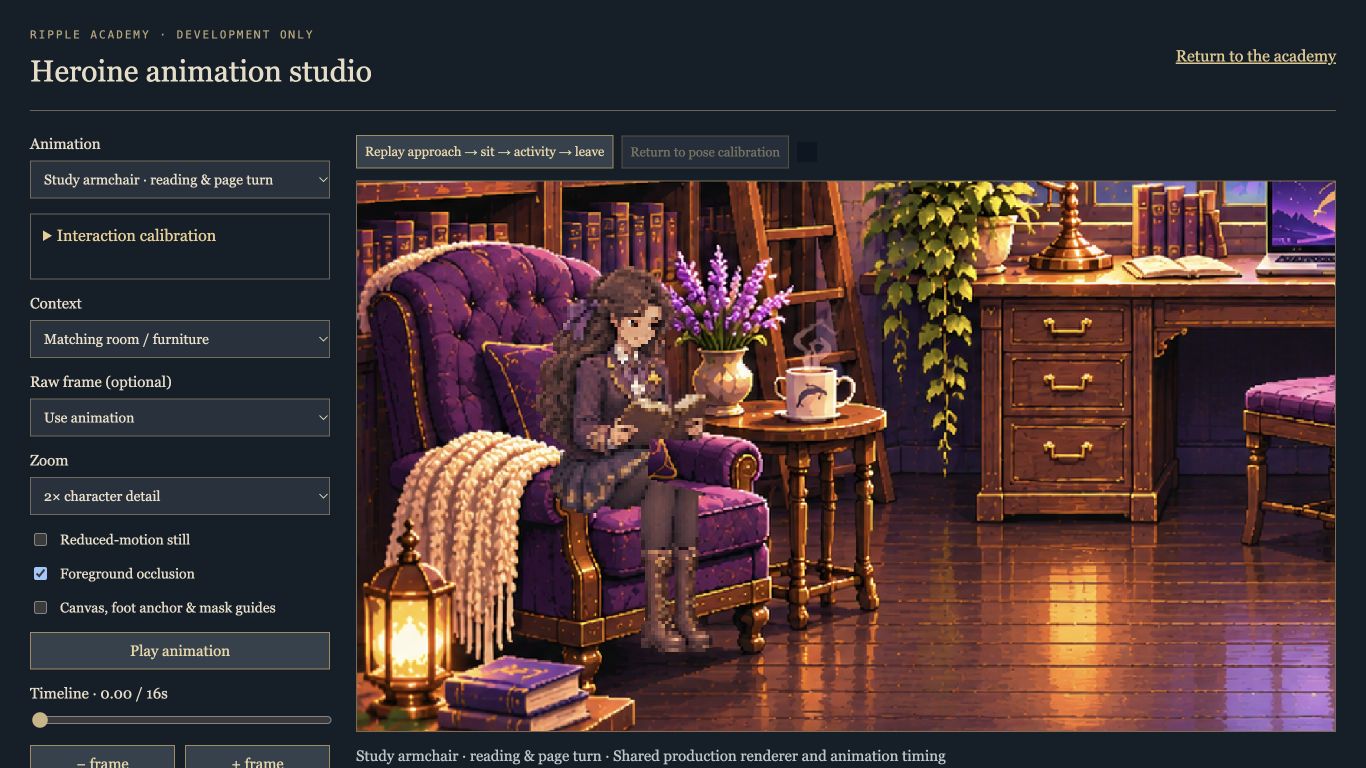 RIPPLE ACADEMY · DEVELOPMENT ONLY
Heroine animation studio
Return to the academy
Animation
Study armchair · reading & page turn
▶ Interaction calibration
Context
Matching room / furniture
Raw frame (optional)
Use animation
Zoom
2× character detail
Reduced-motion still
Foreground occlusion
Canvas, foot anchor & mask guides
Play animation
Timeline · 0.00 / 16s
− frame
+ frame
Replay approach → sit → activity → leave
Return to pose calibration
Study armchair · reading & page turn · Shared production renderer and animation timing